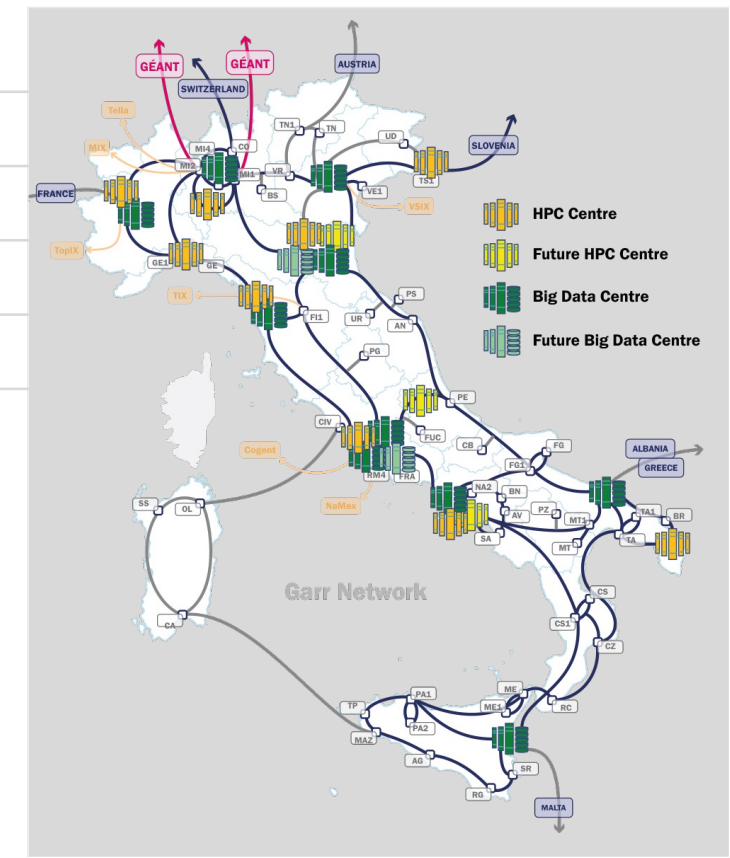 GÉANT
GÉANT
AUSTRIA
SWITZERLAND
Tella
TN1
TN
UD
MIX
MI4
CO
SLOVENIA
MI2
MI1
VR
TS1
FRANCE
BS
VE1
VSIX
HPC Centre
TopIX
Future HPC Centre
GE1
GE
TIX
Big Data Centre
PS
FI1
UR
AN
Future Big Data Centre
PG
PE
CIV
FUC
CB
FG
Cogent
ALBANIA
GREECE
RM4
FRA
FG1
NaMex
NA2
BN
SS
OL
AV
PZ
MT1
TA1
BR
SA
MT
TA
Garr Network
CS
CA
CS1
CZ
ME
PA1
TP
ME1
RC
PA2
MAZ
AG
SR
RG
MALTA